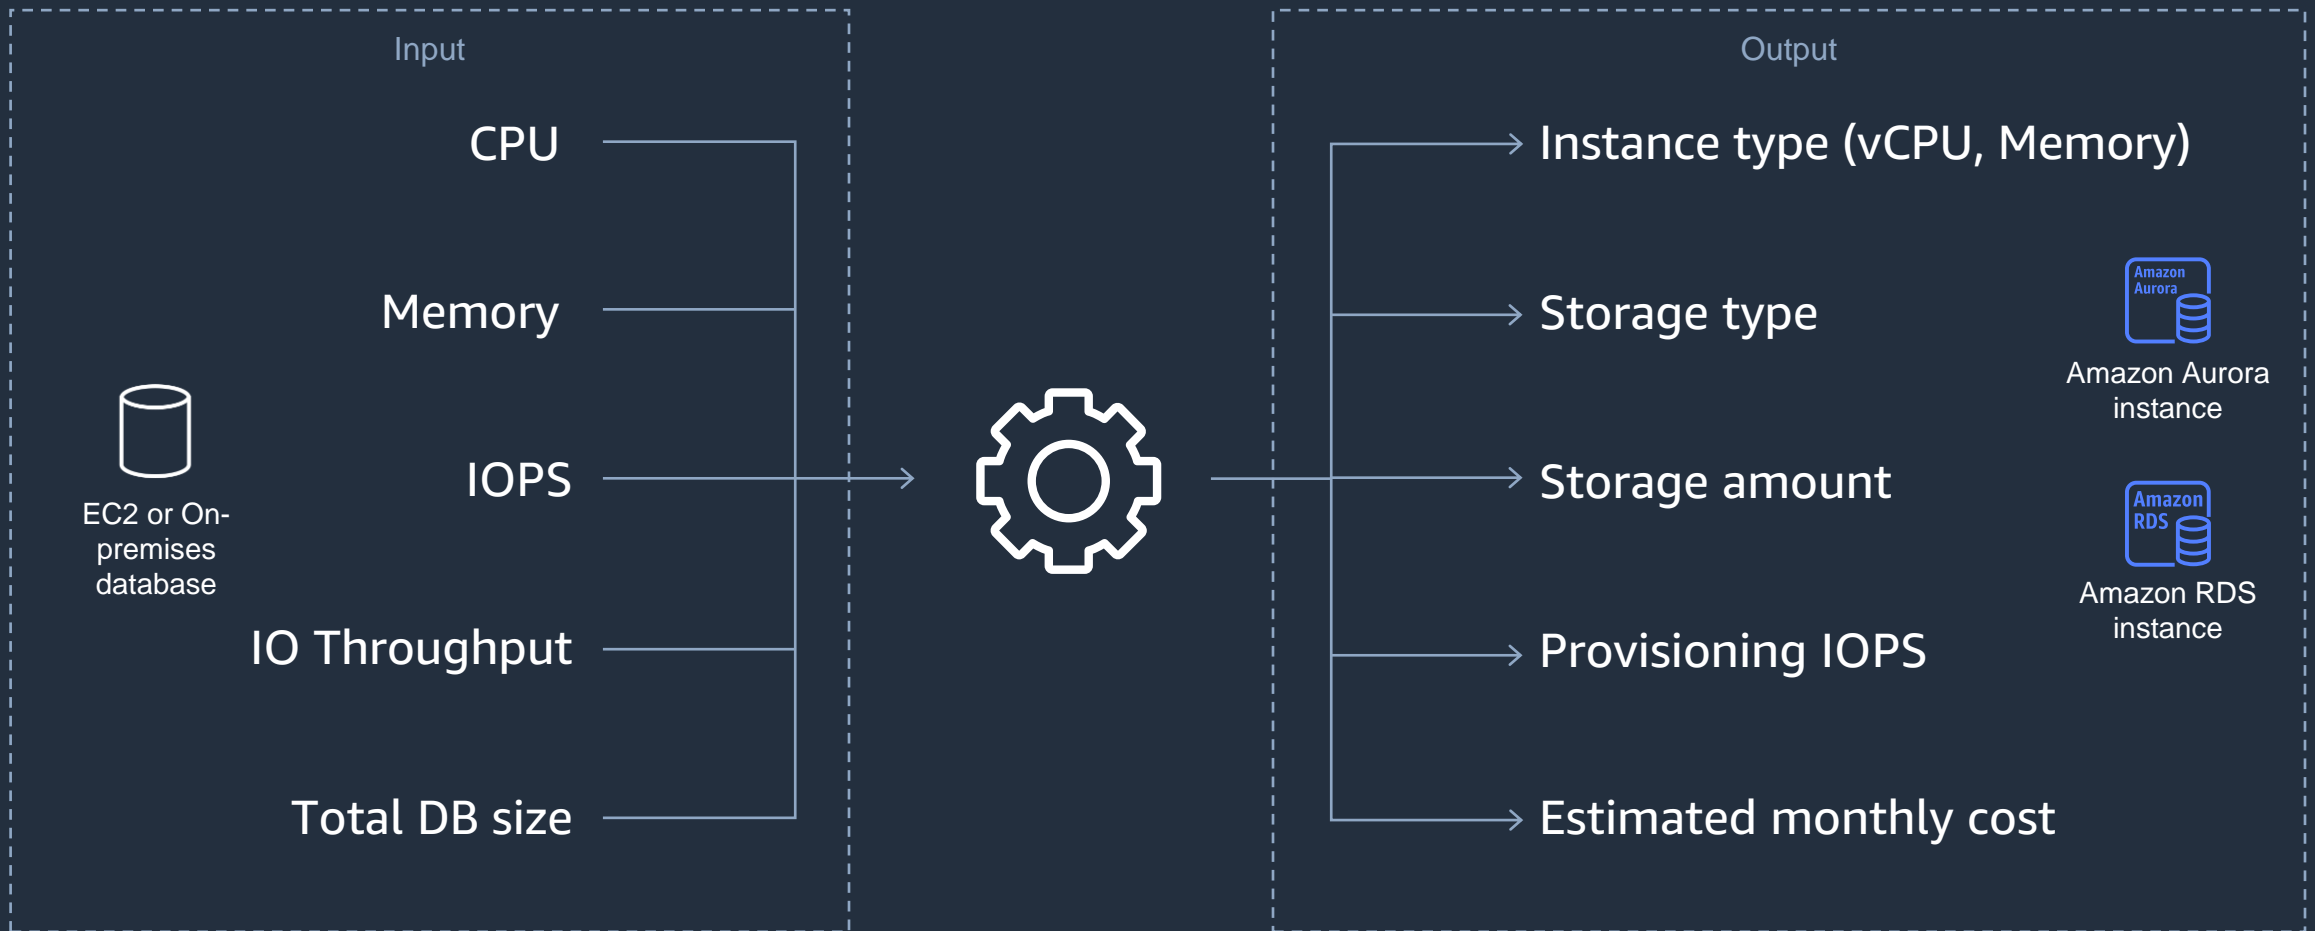 Input
CPU
Memory
IOPS
IO Throughput
Total DB size
EC2 or On-
premises
database
Output
Instance type (vCPU, Memory)
Storage type
Storage amount
Provisioning IOPS
Estimated monthly cost
Amazon
Aurora
Amazon Aurora
instance
Amazon
RDS
Amazon RDS
instance